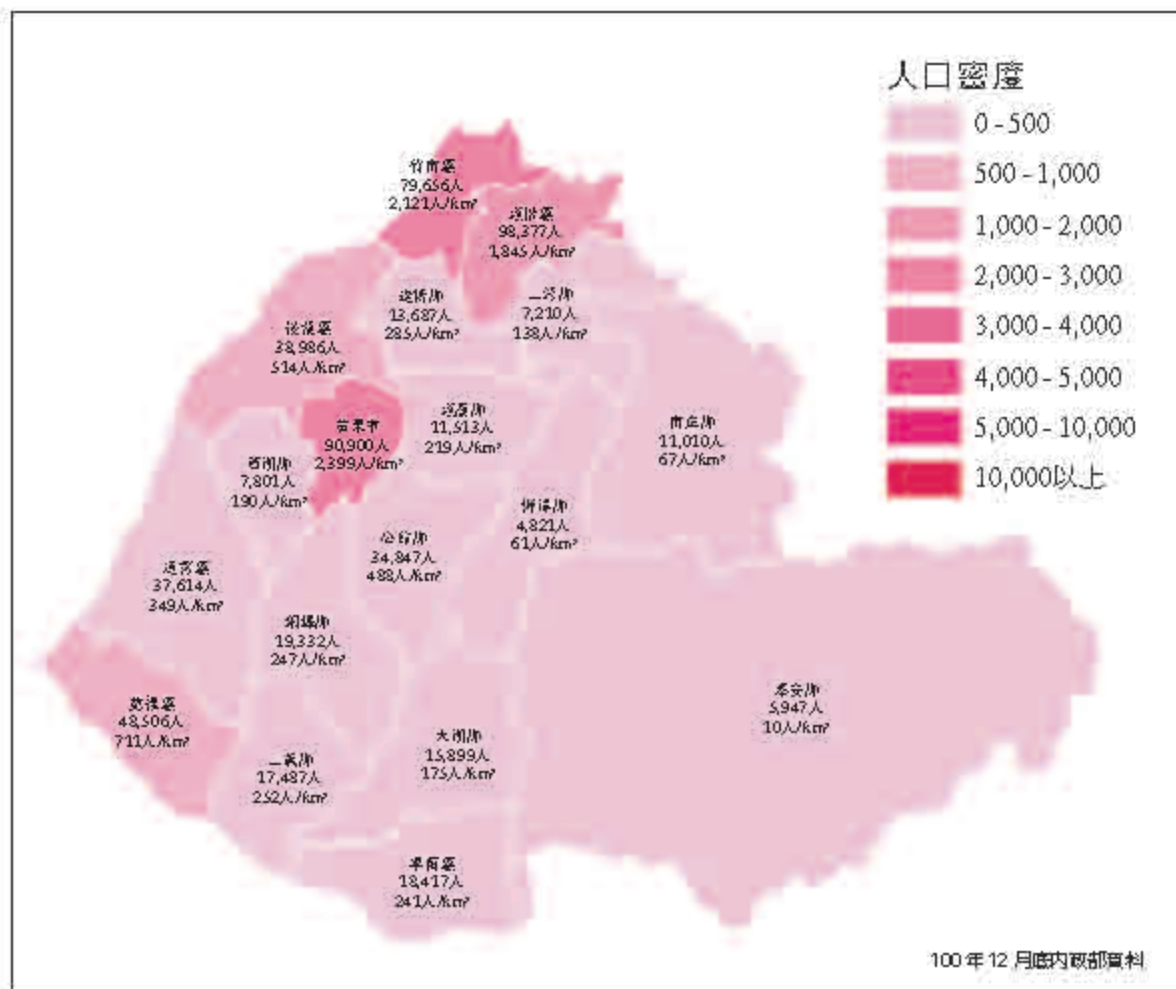 人口密度
0-500
500-1,000
1,000-2,000
2,000-3,000
3,000-4,000
4,000-5,000
5,000-10,000
10,000以上
竹南鎮
79,656人
2,121人/km²
頭份鎮
98,377人
1,845人/km²
造橋鄉
13,687人
285人/km²
三灣鄉
7,210人
138人/km²
後龍鎮
38,986人
514人/km²
苗栗市
90,900人
2,399人/km²
頭屋鄉
11,513人
219人/km²
南庄鄉
11,010人
67人/km²
西湖鄉
7,801人
190人/km²
獅潭鄉
4,821人
61人/km²
公館鄉
34,847人
488人/km²
通霄鎮
37,614人
349人/km²
銅鑼鄉
19,332人
247人/km²
苑裡鎮
48,506人
711人/km²
泰安鄉
5,947人
10人/km²
大湖鄉
15,899人
175人/km²
三義鄉
17,487人
252人/km²
卓蘭鎮
18,417人
241人/km²
100年12月底內政部資料